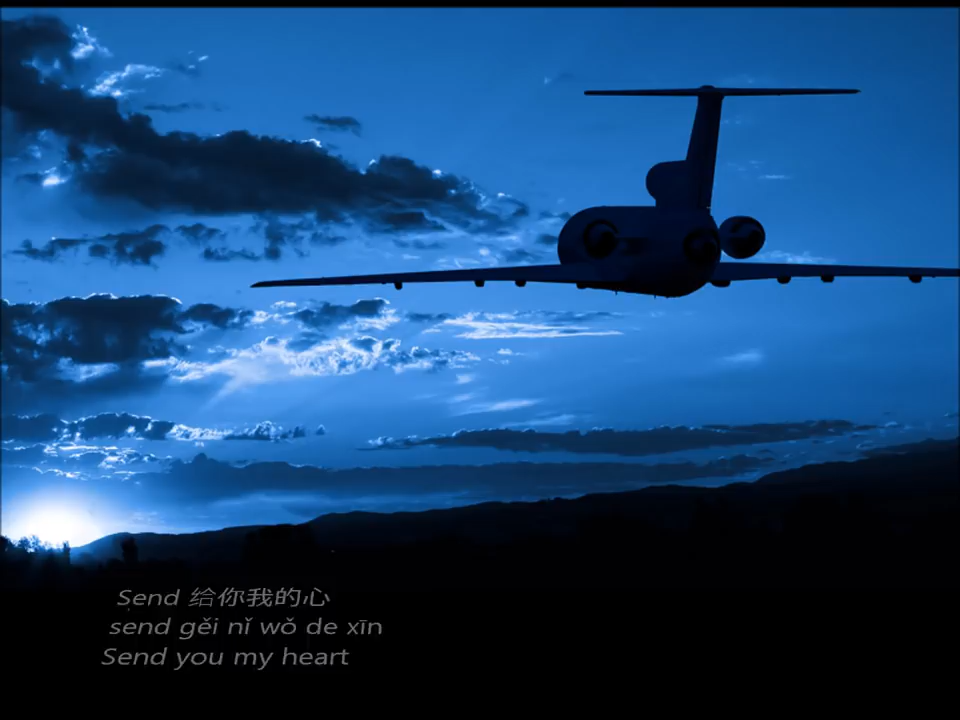 Send 给你我的心
send gěi nǐ wǒ de xīn
Send you my heart